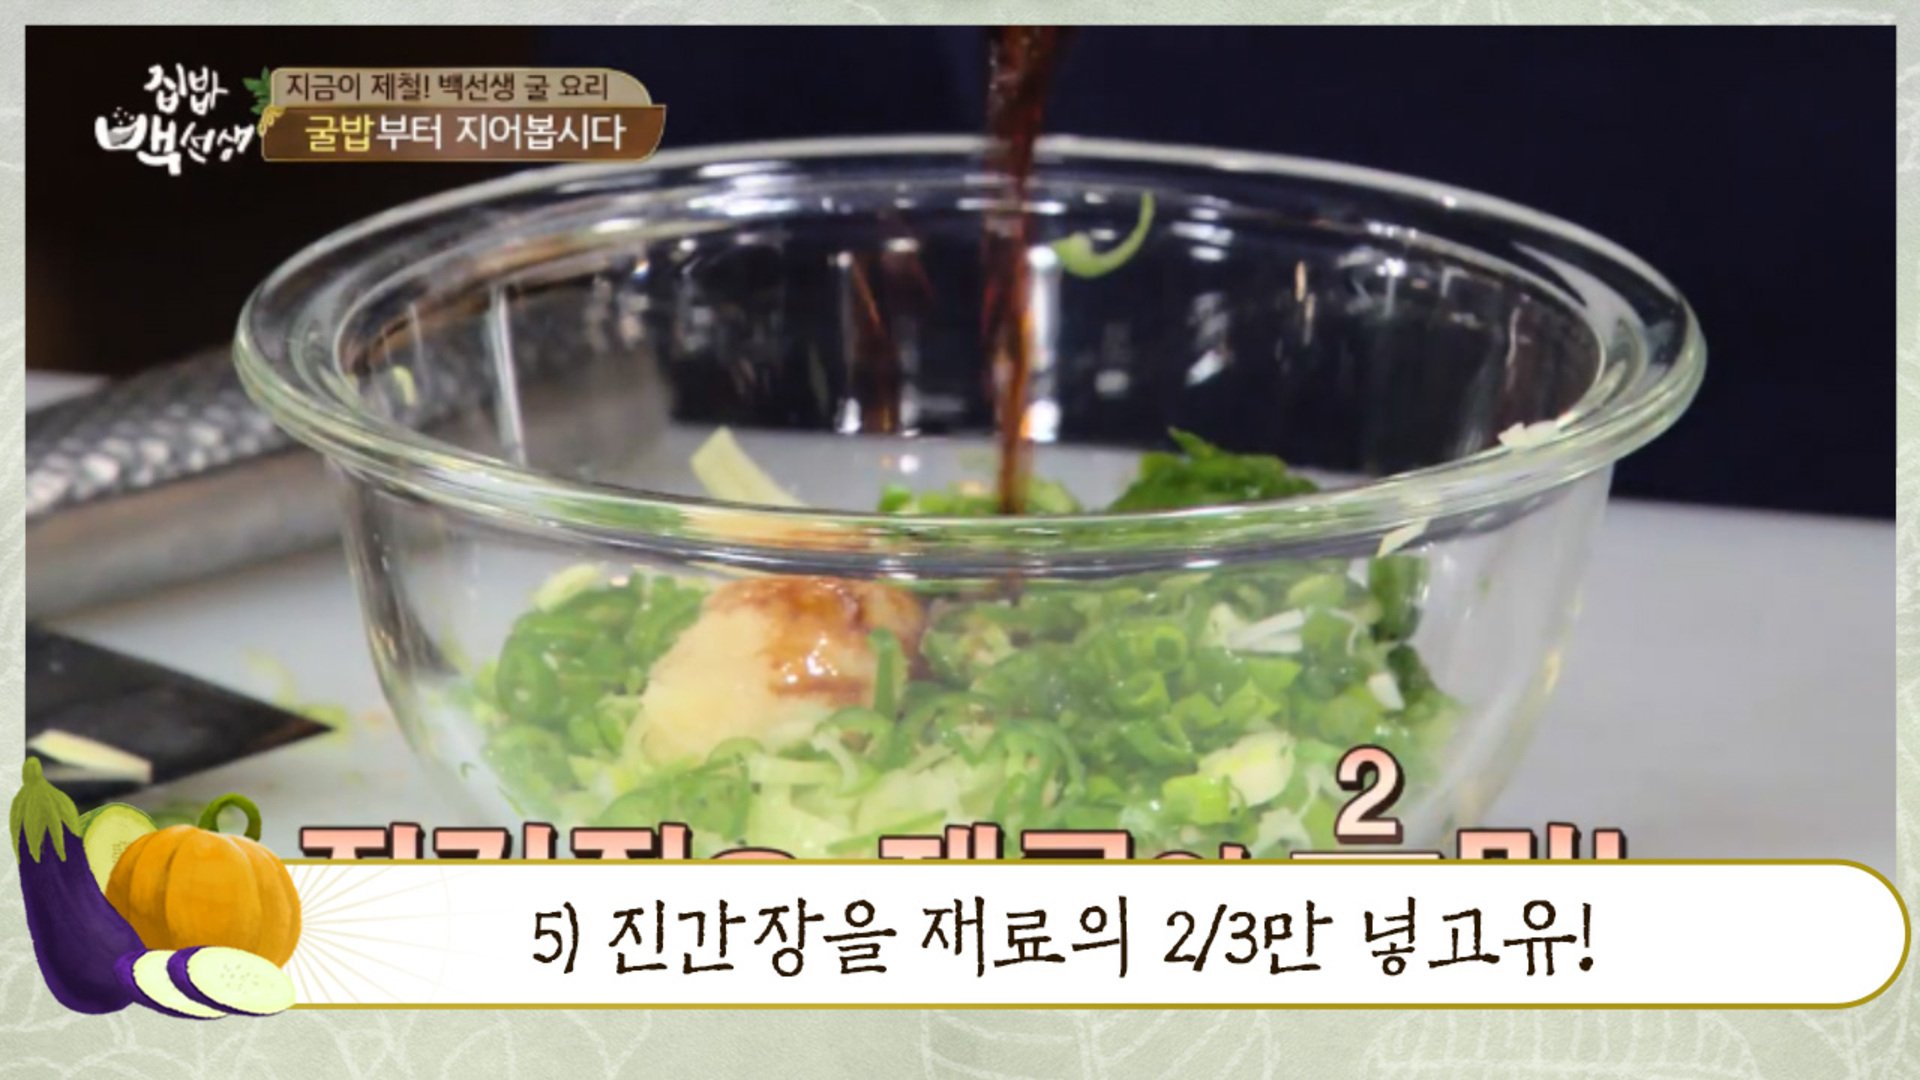 집밥
백선생
지금이 제철! 백선생 굴 요리
굴밥부터 지어봅시다
2
5) 진간장을 재료의 2/3만 넣고유!